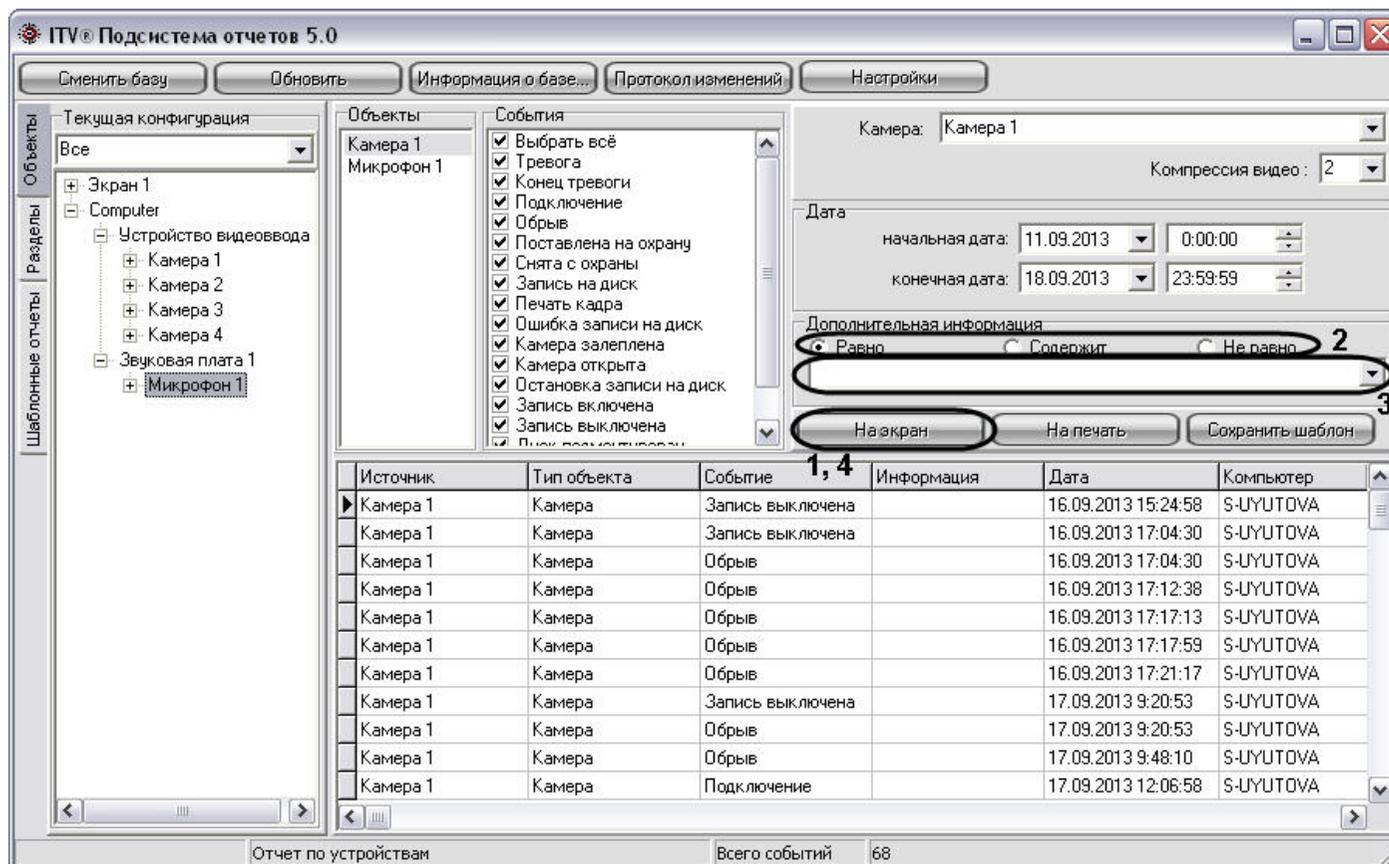 ITV® Подсистема отчетов 5.0
Сменить базу Обновить Информация о базе... Протокол изменений Настройки
Объекты
Разделы
Шаблонные отчеты
Текущая конфигурация
Все
Экран 1
Computer
Устройство видеоввода
Камера 1
Камера 2
Камера 3
Камера 4
Звуковая плата 1
Микрофон 1
Объекты
Камера 1
Микрофон 1
События
Выбрать всё
Тревога
Конец тревоги
Подключение
Обрыв
Поставлена на охрану
Снята с охраны
Запись на диск
Печать кадра
Ошибка записи на диск
Камера залеплена
Камера открыта
Остановка записи на диск
Запись включена
Запись выключена
Камера: Камера 1
Компрессия видео : 2
Дата
начальная дата: 11.09.2013 0:00:00
конечная дата: 18.09.2013 23:59:59
Дополнительная информация
Равно Содержит Не равно 2
3
На экран На печать Сохранить шаблон
1, 4
Источник Тип объекта Событие Информация Дата Компьютер
Камера 1 Камера Запись выключена 16.09.2013 15:24:58 S-UYUTOVA
Камера 1 Камера Запись выключена 16.09.2013 17:04:30 S-UYUTOVA
Камера 1 Камера Обрыв 16.09.2013 17:04:30 S-UYUTOVA
Камера 1 Камера Обрыв 16.09.2013 17:12:38 S-UYUTOVA
Камера 1 Камера Обрыв 16.09.2013 17:17:13 S-UYUTOVA
Камера 1 Камера Обрыв 16.09.2013 17:17:59 S-UYUTOVA
Камера 1 Камера Обрыв 16.09.2013 17:21:17 S-UYUTOVA
Камера 1 Камера Запись выключена 17.09.2013 9:20:53 S-UYUTOVA
Камера 1 Камера Обрыв 17.09.2013 9:20:53 S-UYUTOVA
Камера 1 Камера Обрыв 17.09.2013 9:48:10 S-UYUTOVA
Камера 1 Камера Подключение 17.09.2013 12:06:58 S-UYUTOVA
Отчет по устройствам Всего событий 68